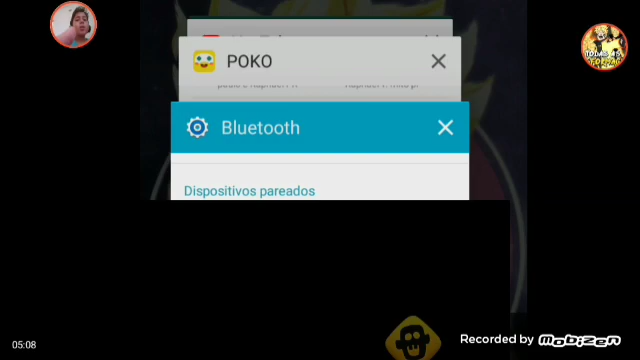 POKO
Bluetooth
Dispositivos pareados
05:08
Recorded by Mobizen